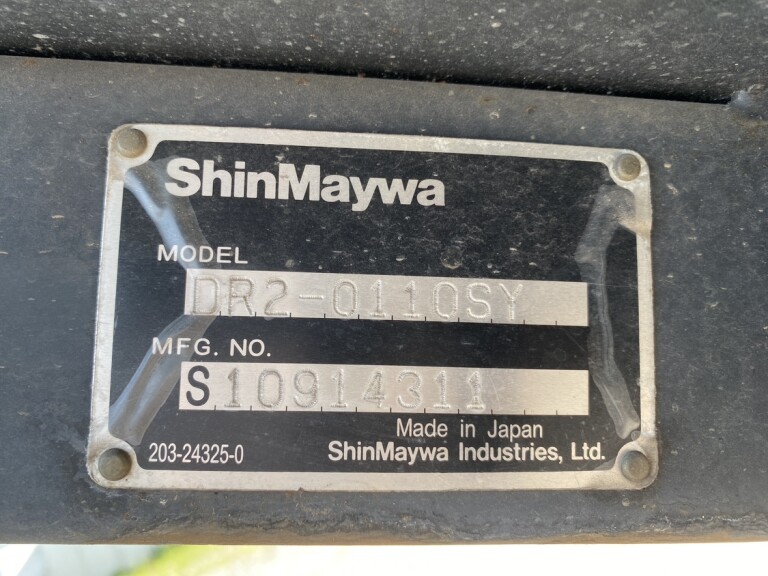 ShinMaywa
MODEL
DR2-0110SY
MFG. NO.
S10914311
Made in Japan
203-24325-0 ShinMaywa Industries, Ltd.